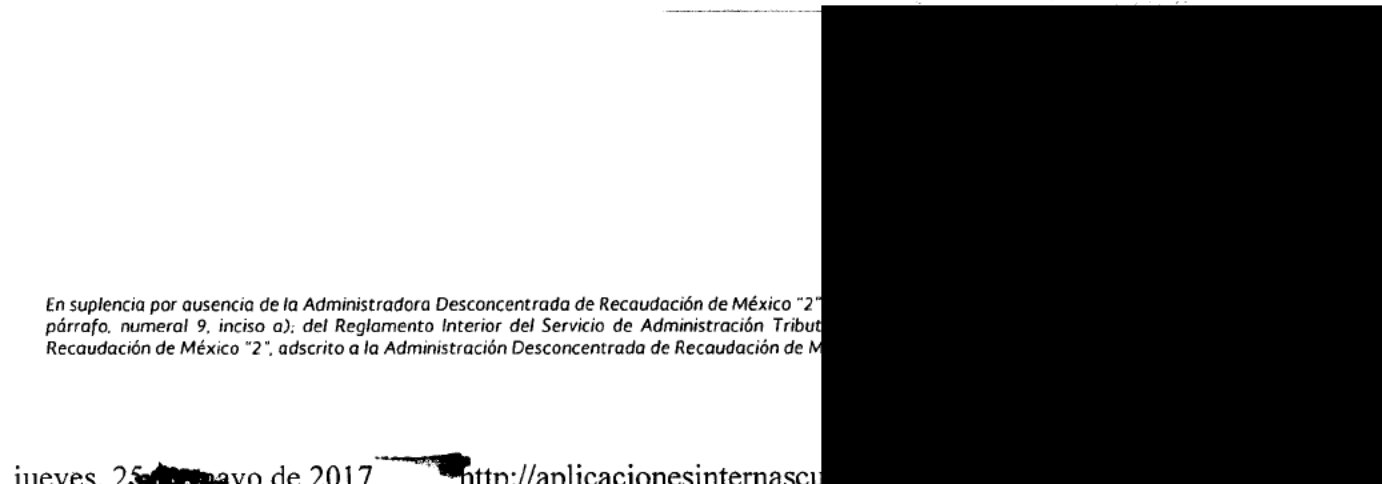 En suplencia por ausencia de la Administradora Desconcentrada de Recaudación de México "2"
párrafo, numeral 9, inciso a); del Reglamento Interior del Servicio de Administración Tribut
Recaudación de México "2", adscrito a la Administración Desconcentrada de Recaudación de M
jueves, 25 ayo de 2017 http://aplicacionesinternascu